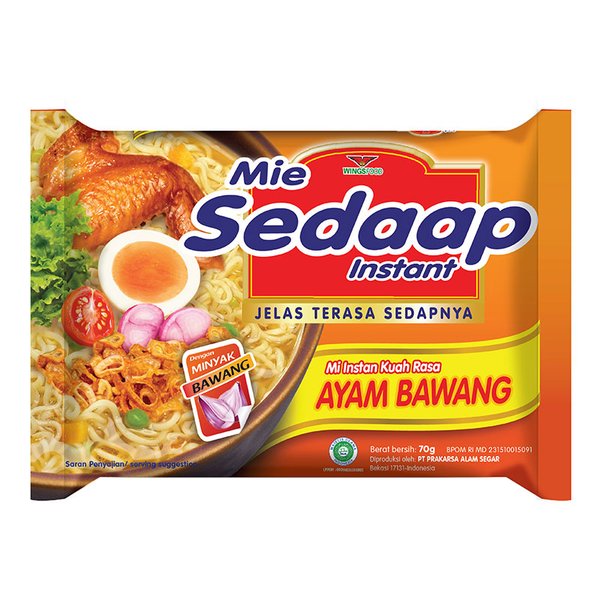 WINGSFOOD
Mie
Sedaap
Instant
JELAS TERASA SEDAPNYA
Dengan
MINYAK
BAWANG
Mi Instan Kuah Rasa
AYAM BAWANG
Berat bersih: 70g BPOM RI MD 231510015091
Diproduksi oleh: PT PRAKARSA ALAM SEGAR
Bekasi 17131-Indonesia
Saran Penyajian/ serving suggestion